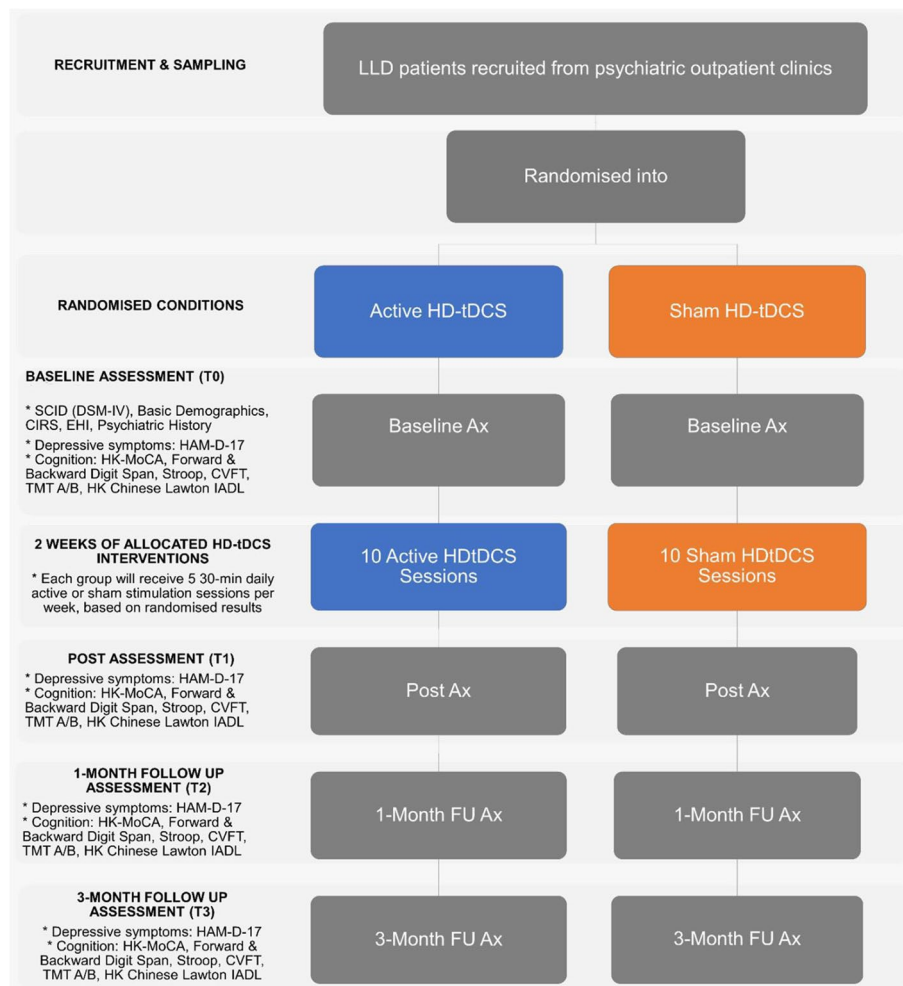 RECRUITMENT & SAMPLING
LLD patients recruited from psychiatric outpatient clinics
Randomised into
RANDOMISED CONDITIONS
Active HD-tDCS
Sham HD-tDCS
BASELINE ASSESSMENT (T0)
* SCID (DSM-IV), Basic Demographics,
CIRS, EHI, Psychiatric History
* Depressive symptoms: HAM-D-17
* Cognition: HK-MoCA, Forward &
Backward Digit Span, Stroop, CVFT,
TMT A/B, HK Chinese Lawton IADL
Baseline Ax
Baseline Ax
2 WEEKS OF ALLOCATED HD-tDCS
INTERVENTIONS
* Each group will receive 5 30-min daily
active or sham stimulation sessions per
week, based on randomised results
10 Active HDtDCS
Sessions
10 Sham HDtDCS
Sessions
POST ASSESSMENT (T1)
* Depressive symptoms: HAM-D-17
* Cognition: HK-MoCA, Forward &
Backward Digit Span, Stroop, CVFT,
TMT A/B, HK Chinese Lawton IADL
Post Ax
Post Ax
1-MONTH FOLLOW UP
ASSESSMENT (T2)
* Depressive symptoms: HAM-D-17
* Cognition: HK-MoCA, Forward &
Backward Digit Span, Stroop, CVFT,
TMT A/B, HK Chinese Lawton IADL
1-Month FU Ax
1-Month FU Ax
3-MONTH FOLLOW UP
ASSESSMENT (T3)
* Depressive symptoms: HAM-D-17
* Cognition: HK-MoCA, Forward &
Backward Digit Span, Stroop, CVFT,
TMT A/B, HK Chinese Lawton IADL
3-Month FU Ax
3-Month FU Ax